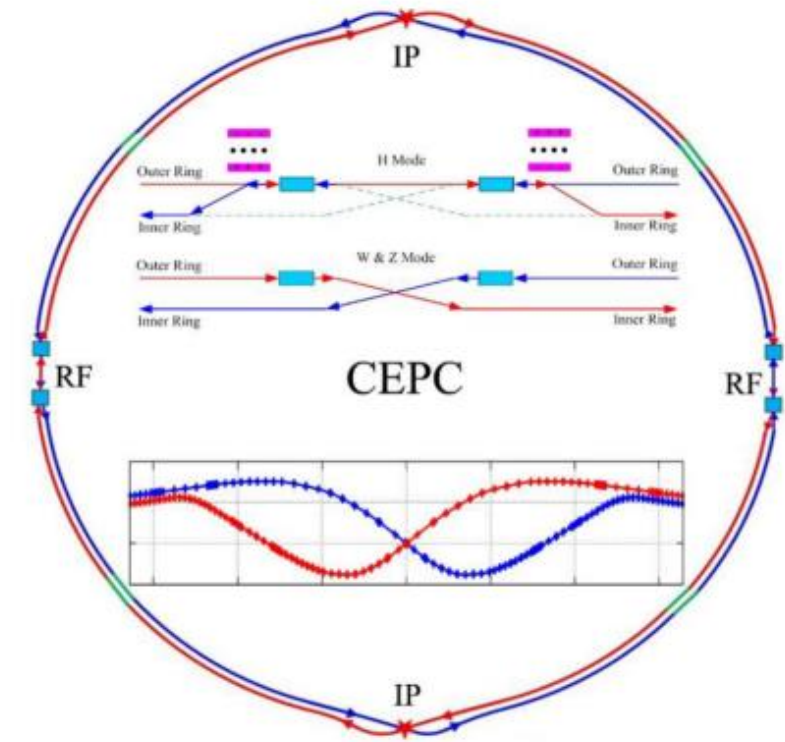 IP
H Mode
Outer Ring
Outer Ring
Inner Ring
Inner Ring
W & Z Mode
Outer Ring
Outer Ring
Inner Ring
Inner Ring
RF
CEPC
RF
IP